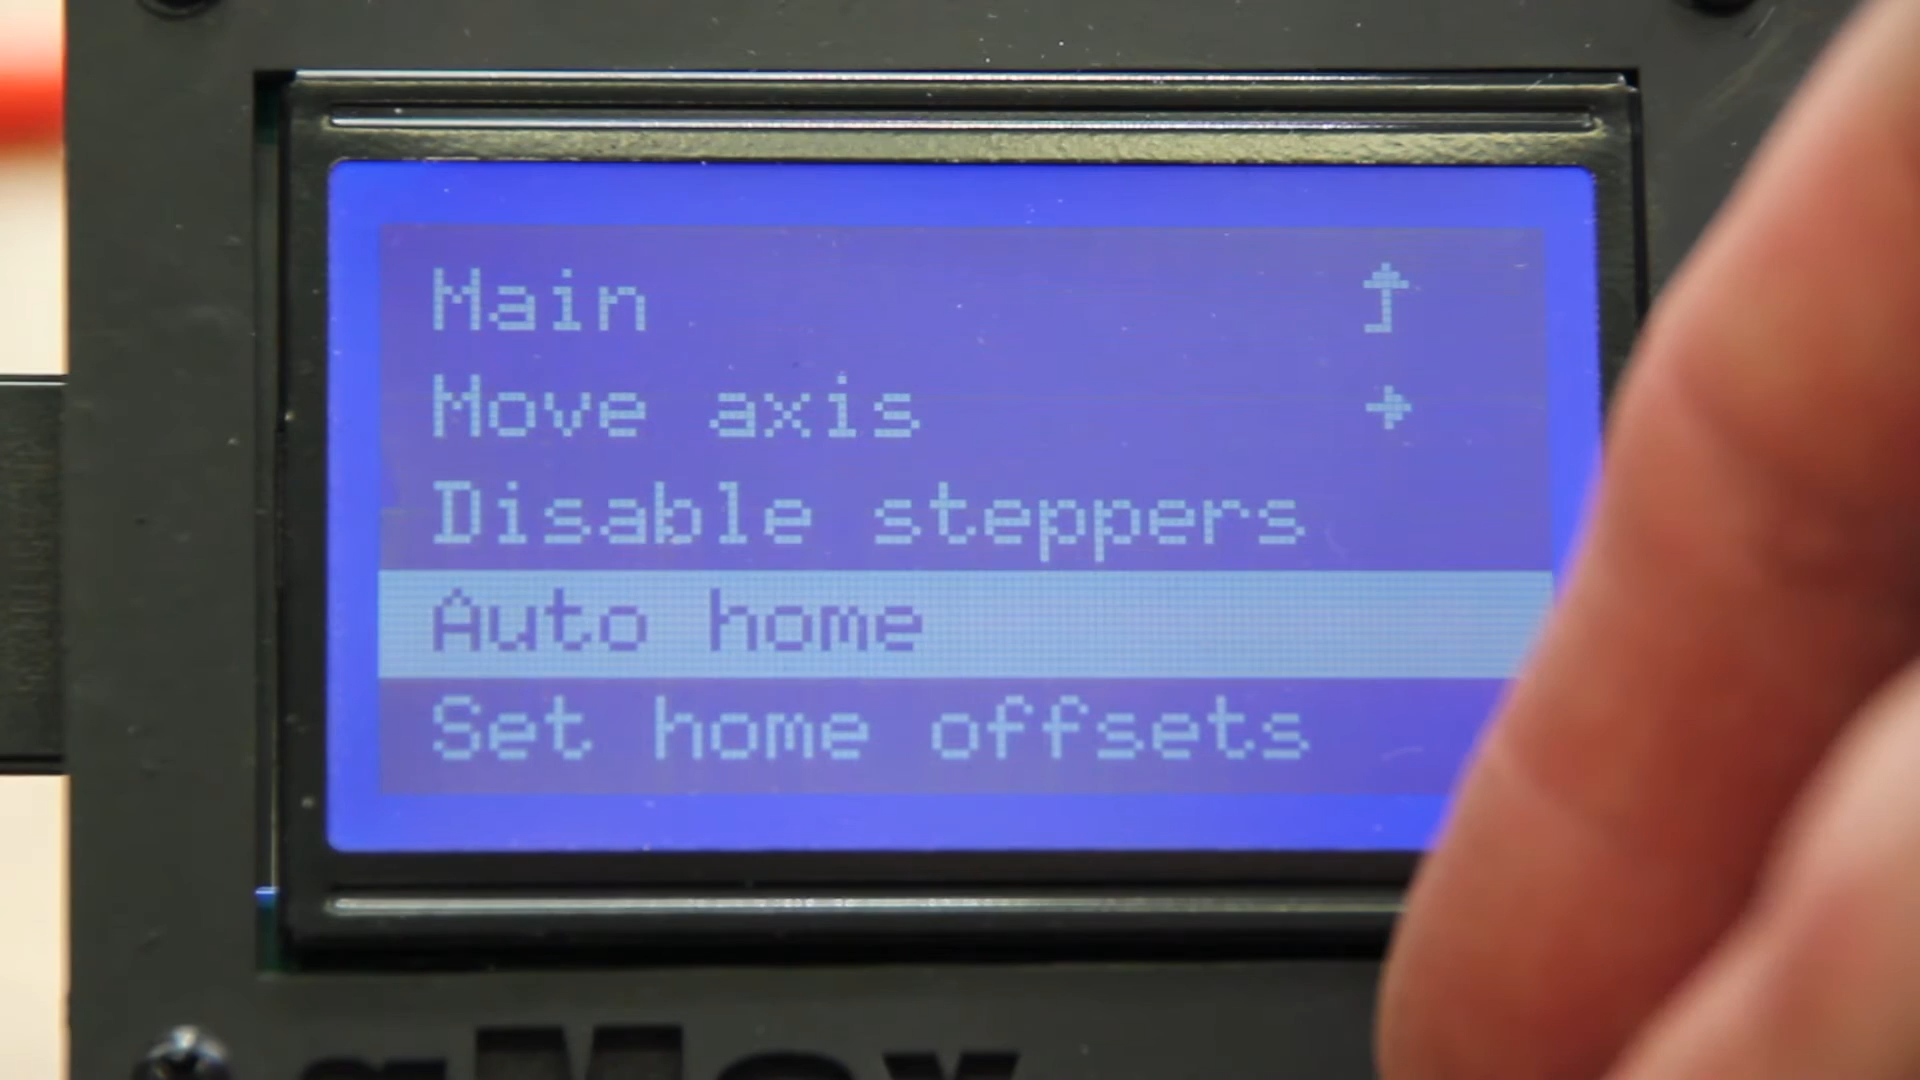 Main
Move axis
Disable steppers
Auto home
Set home offsets